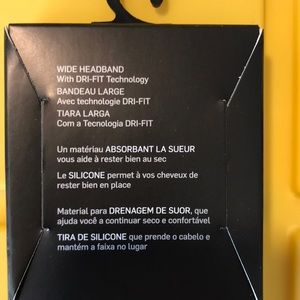 WIDE HEADBAND
With DRI-FIT Technology
BANDEAU LARGE
Avec technologie DRI-FIT
TIARA LARGA
Com a Tecnologia DRI-FIT
Un matériau ABSORBANT LA SUEUR
vous aide à rester bien au sec
Le SILICONE permet à vos cheveux de
rester bien en place
Material para DRENAGEM DE SUOR, que
ajuda você a continuar seco e confortável
TIRA DE SILICONE que prende o cabelo e
mantém a faixa no lugar